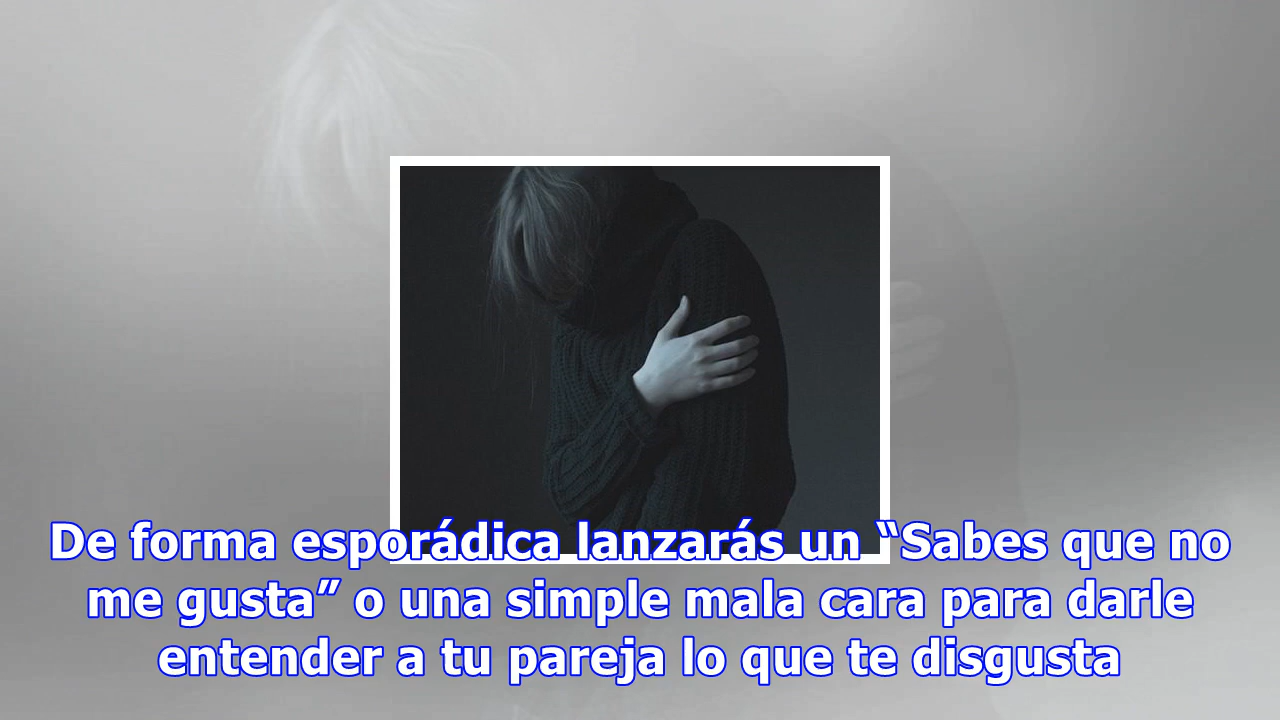 De forma esporádica lanzarás un “Sabes que no
me gusta” o una simple mala cara para darle
entender a tu pareja lo que te disgusta